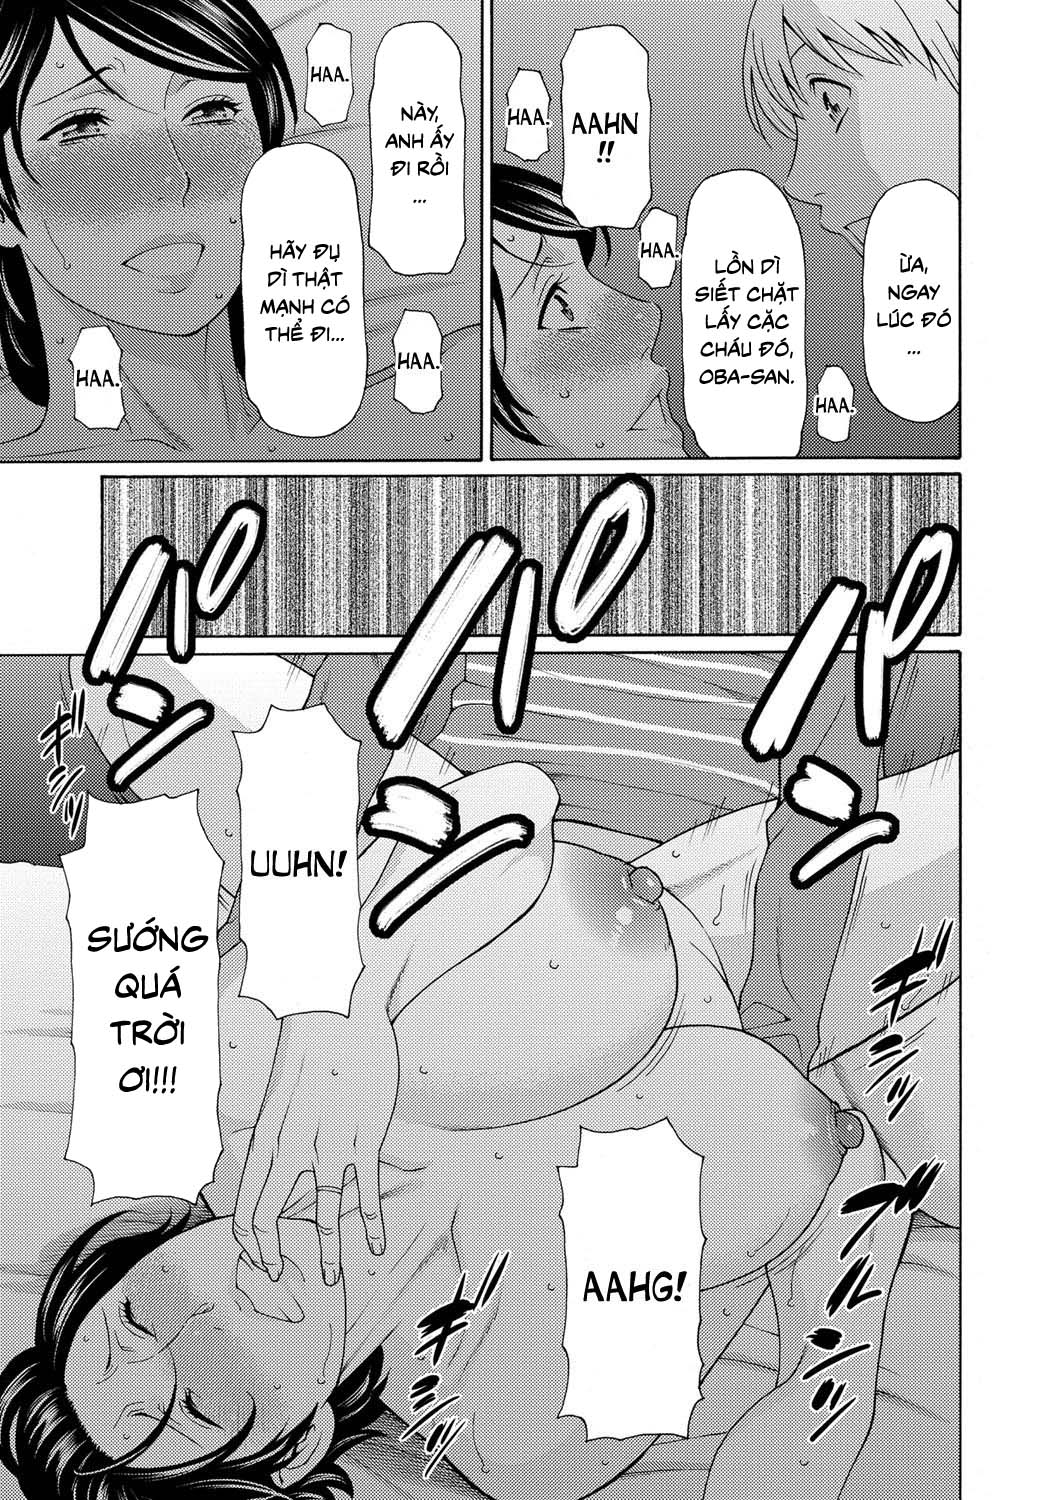 ỪA,
NGAY
LÚC ĐÓ
...
LỒN DÌ
SIẾT CHẶT
LẤY CẶC
CHÁU ĐÓ,
OBA-SAN.
AAHN
!!
HAA.
HAA.
HAA.
NÀY,
ANH ẤY
ĐI RỒI
...
HÃY ĐỤ
DÌ THẬT
MẠNH CÓ
THỂ ĐI...
HAA.
HAA.
HAA.
UUHN!
SƯỚNG
QUÁ
TRỜI
ƠI!!!
AAHG!